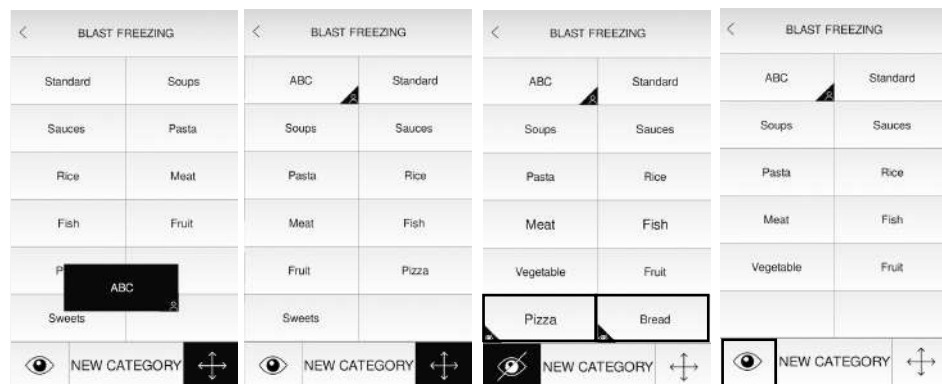 BLAST FREEZING
Standard Soups
Sauces Pasta
Rice Meat
Fish Fruit
P
ABC
Sweets
NEW CATEGORY
BLAST FREEZING
ABC Standard
Soups Sauces
Pasta Rice
Meat Fish
Fruit Pizza
Sweets
NEW CATEGORY
BLAST FREEZING
ABC Standard
Soups Sauces
Pasta Rice
Meat Fish
Vegetable Fruit
Pizza Bread
NEW CATEGORY
BLAST FREEZING
ABC Standard
Soups Sauces
Pasta Rice
Meat Fish
Vegetable Fruit
NEW CATEGORY